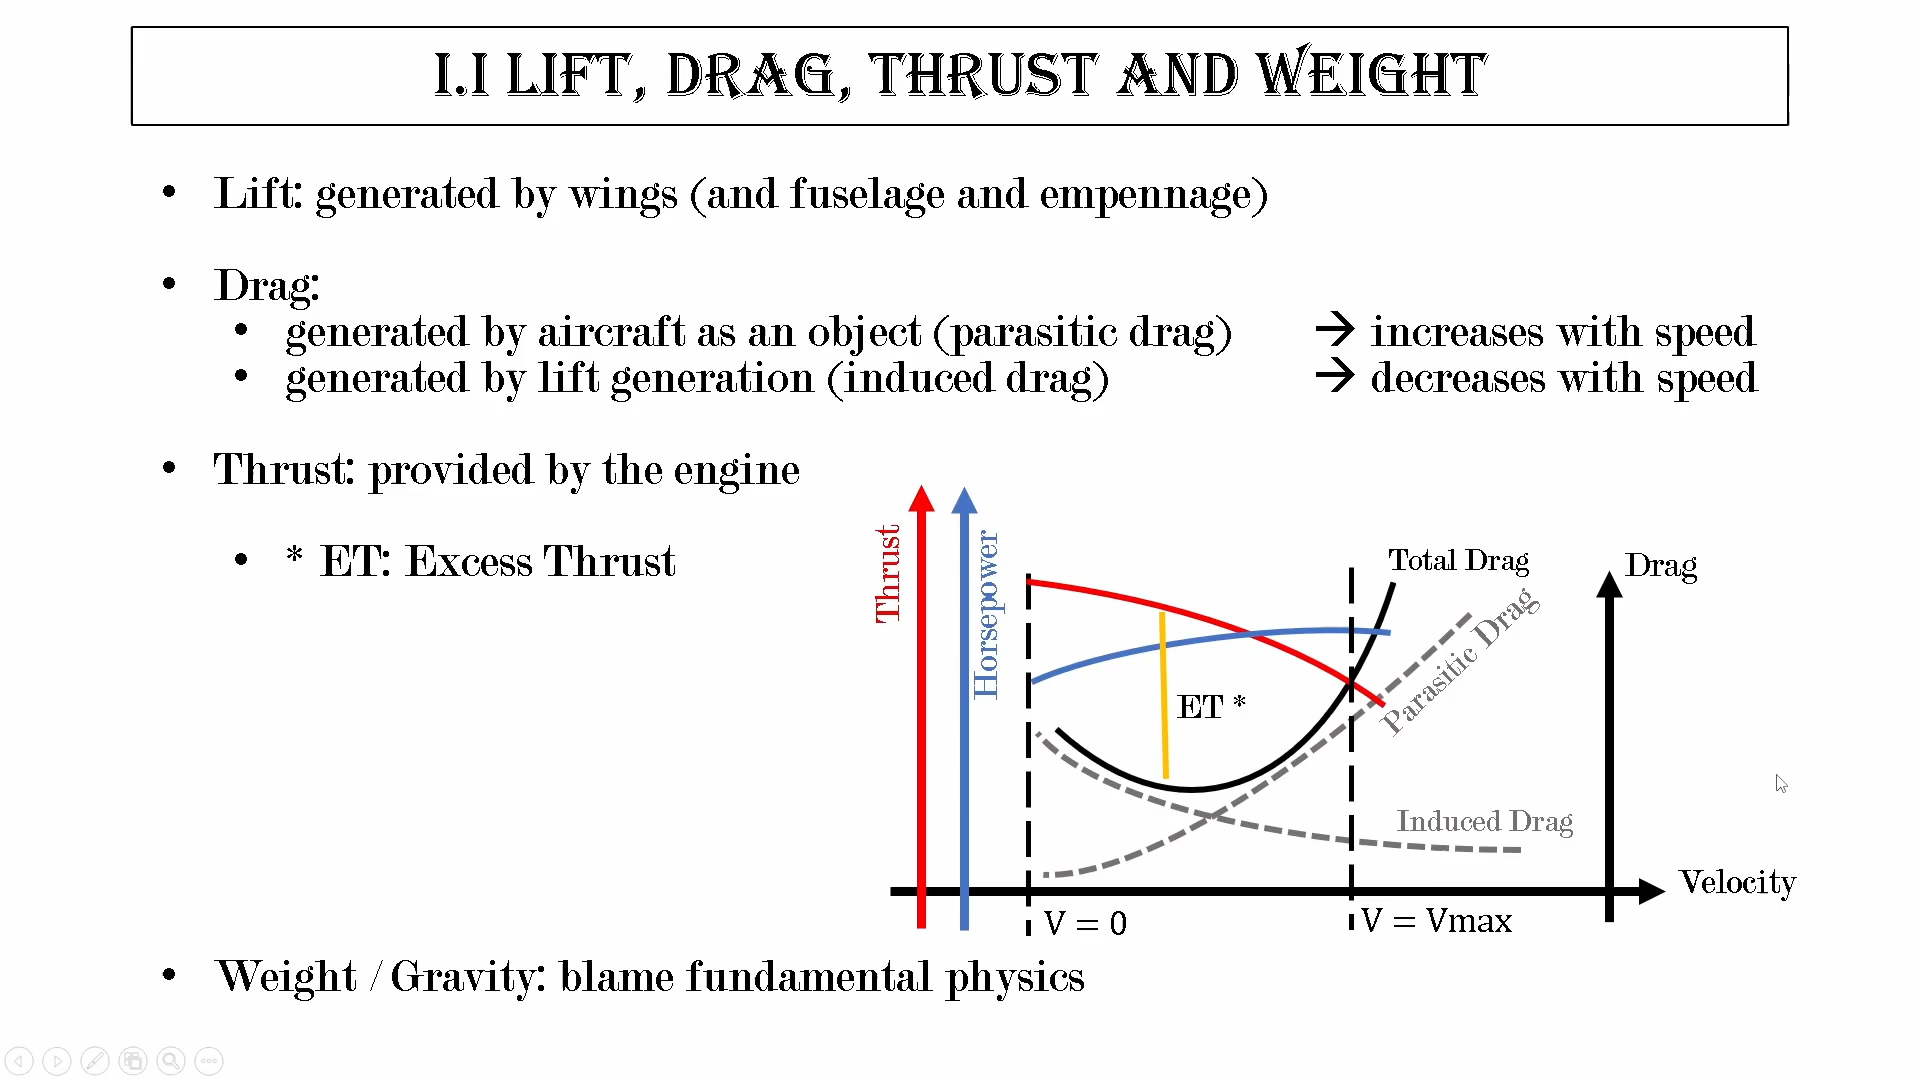 I.I LIFT, DRAG, THRUST AND WEIGHT
• Lift: generated by wings (and fuselage and empennage)
• Drag:
• generated by aircraft as an object (parasitic drag) → increases with speed
• generated by lift generation (induced drag) → decreases with speed
• Thrust: provided by the engine
• * ET: Excess Thrust
Thrust
Horsepower
Total Drag
Drag
Parasitic Drag
ET *
Induced Drag
Velocity
V = 0
V = Vmax
• Weight / Gravity: blame fundamental physics